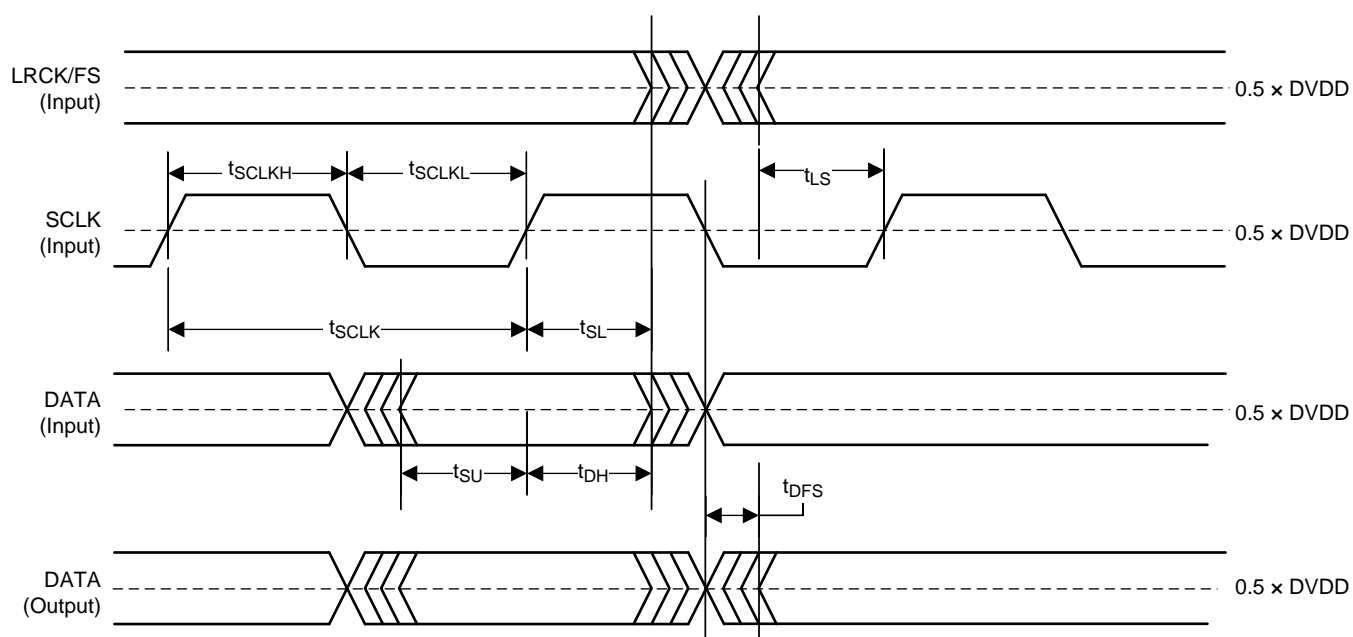 LRCK/FS
(Input)
0.5 × DVDD
tSCLKH
tSCLKL
tLS
SCLK
(Input)
0.5 × DVDD
tSCLK
tSL
DATA
(Input)
0.5 × DVDD
tSU
tDH
tDFS
DATA
(Output)
0.5 × DVDD